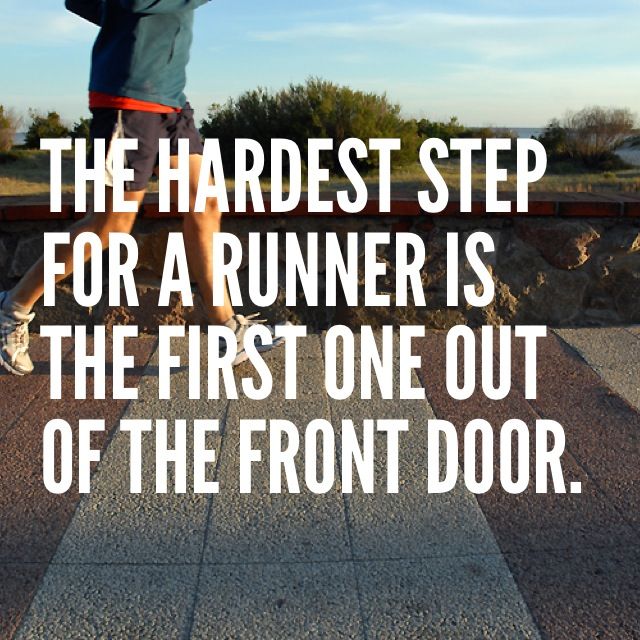 THE HARDEST STEP
FOR A RUNNER IS
THE FIRST ONE OUT
OF THE FRONT DOOR.